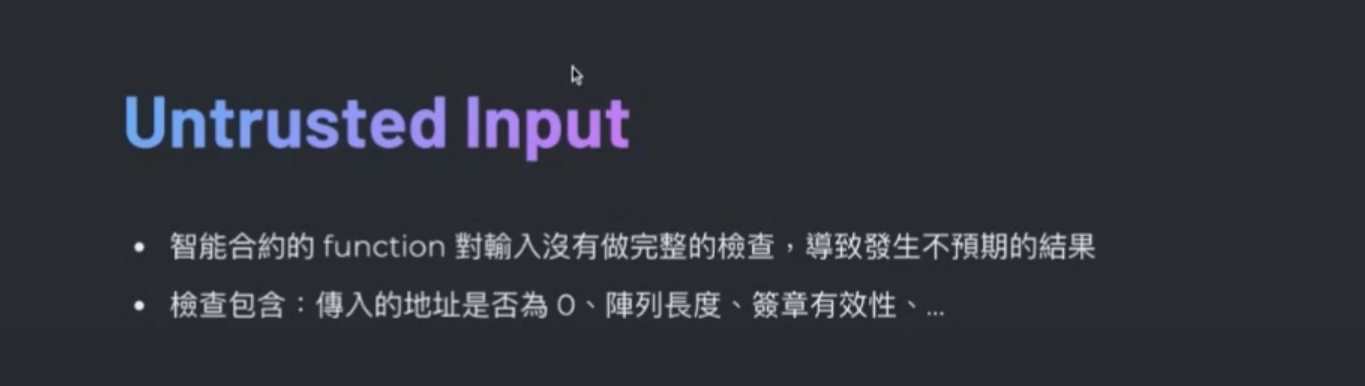 Untrusted Input
• 智能合約的 function 對輸入沒有做完整的檢查，導致發生不預期的結果
• 檢查包含：傳入的地址是否為 0、陣列長度、簽章有效性、...